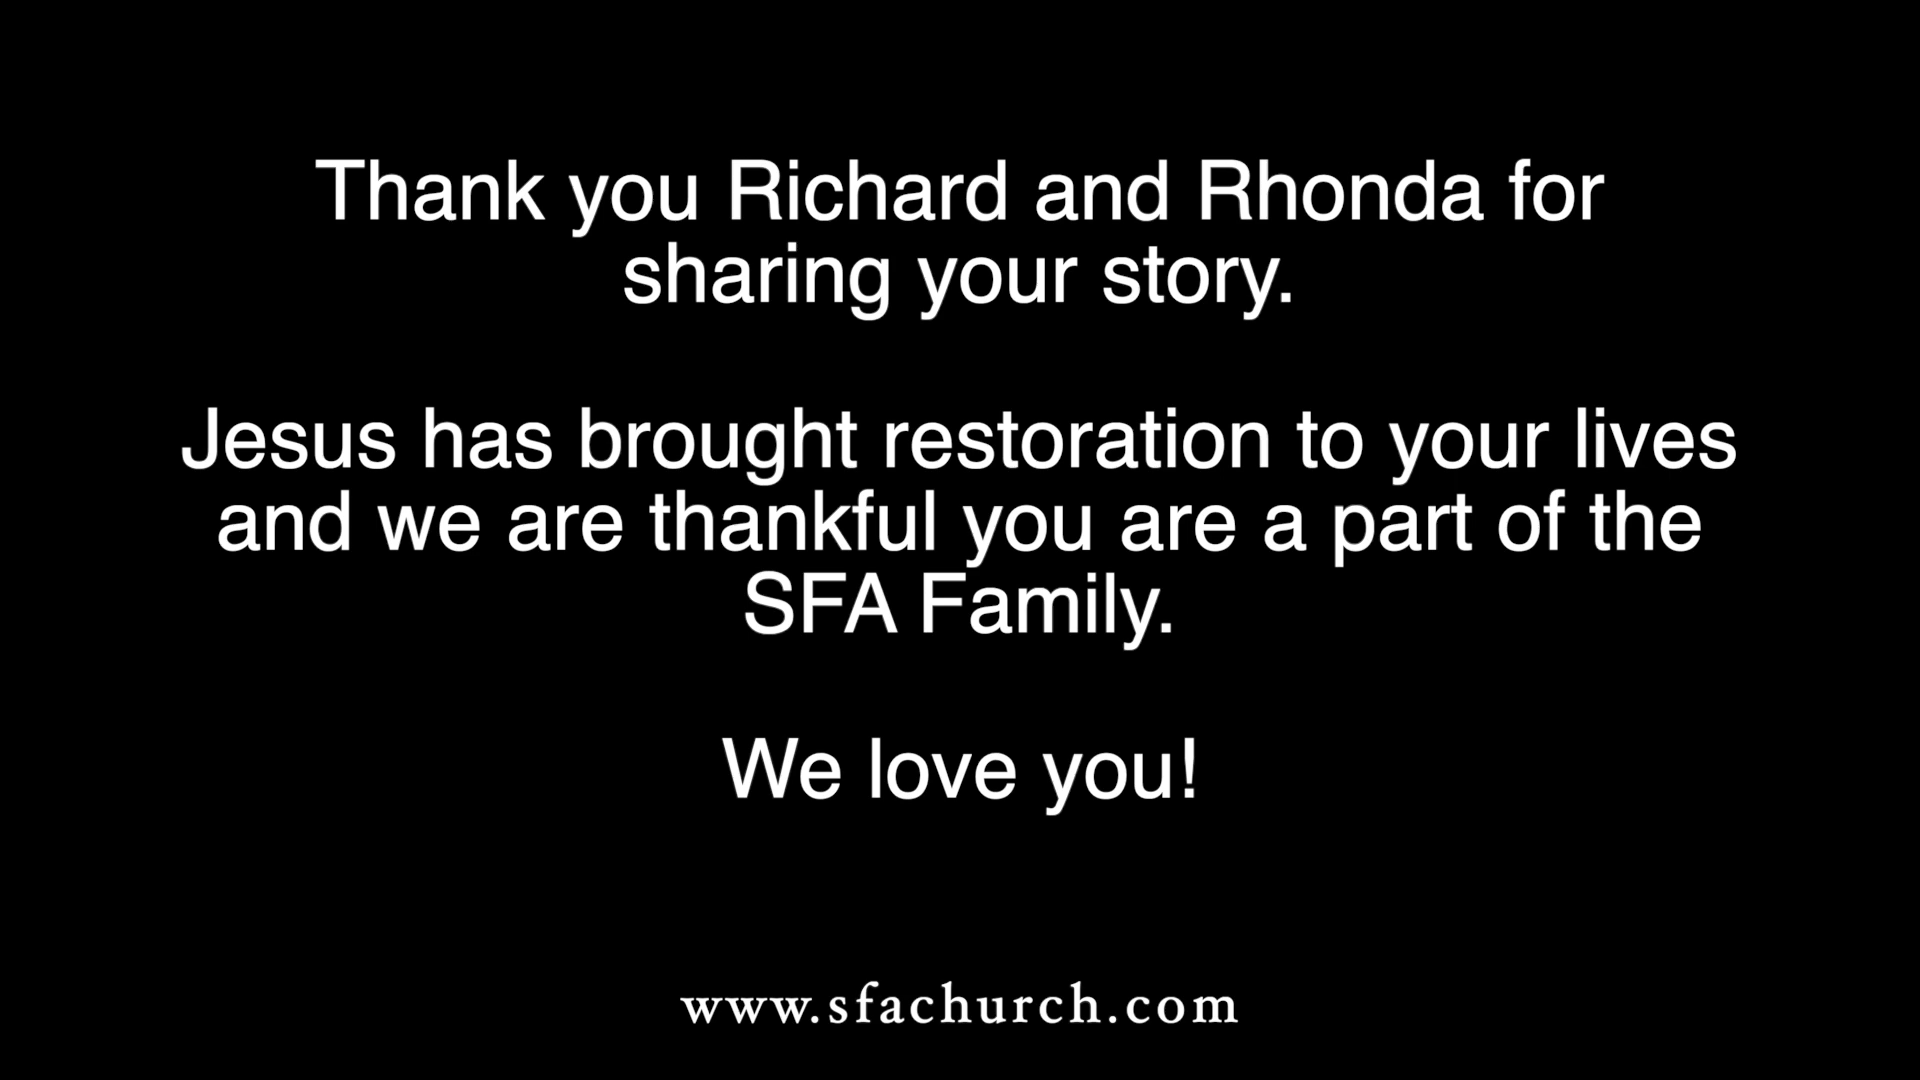 Thank you Richard and Rhonda for
sharing your story.
Jesus has brought restoration to your lives
and we are thankful you are a part of the
SFA Family.
We love you!
www.sfachurch.com